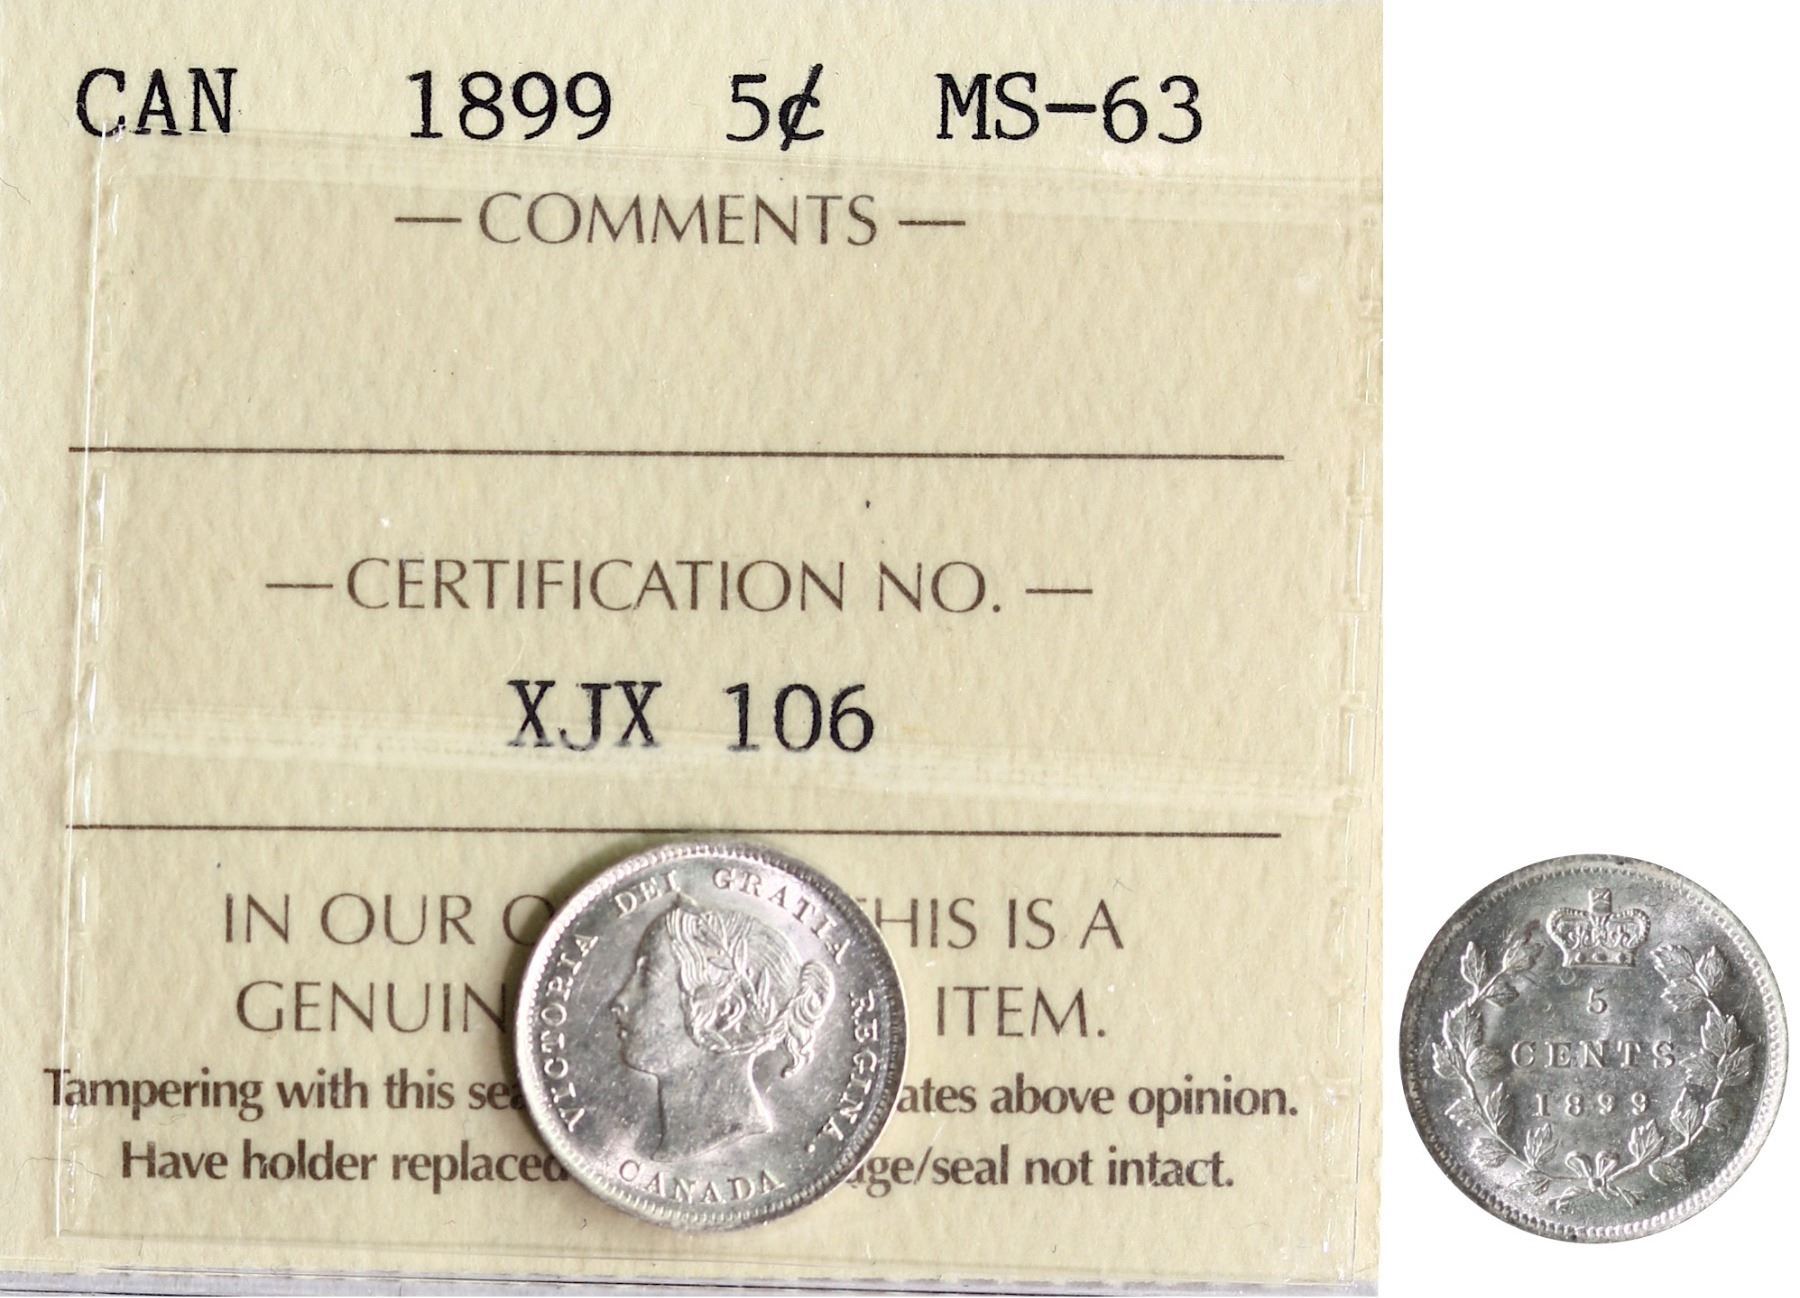 CAN 1899 5¢ MS-63
— COMMENTS —
— CERTIFICATION NO. —
XJX 106
IN OUR O HIS IS A
GENUIN ITEM.
Tampering with this sea ates above opinion.
Have holder replaced ge/seal not intact.
VICTORIA DEI GRATIA REGINA.
CANADA
5
CENTS
1899